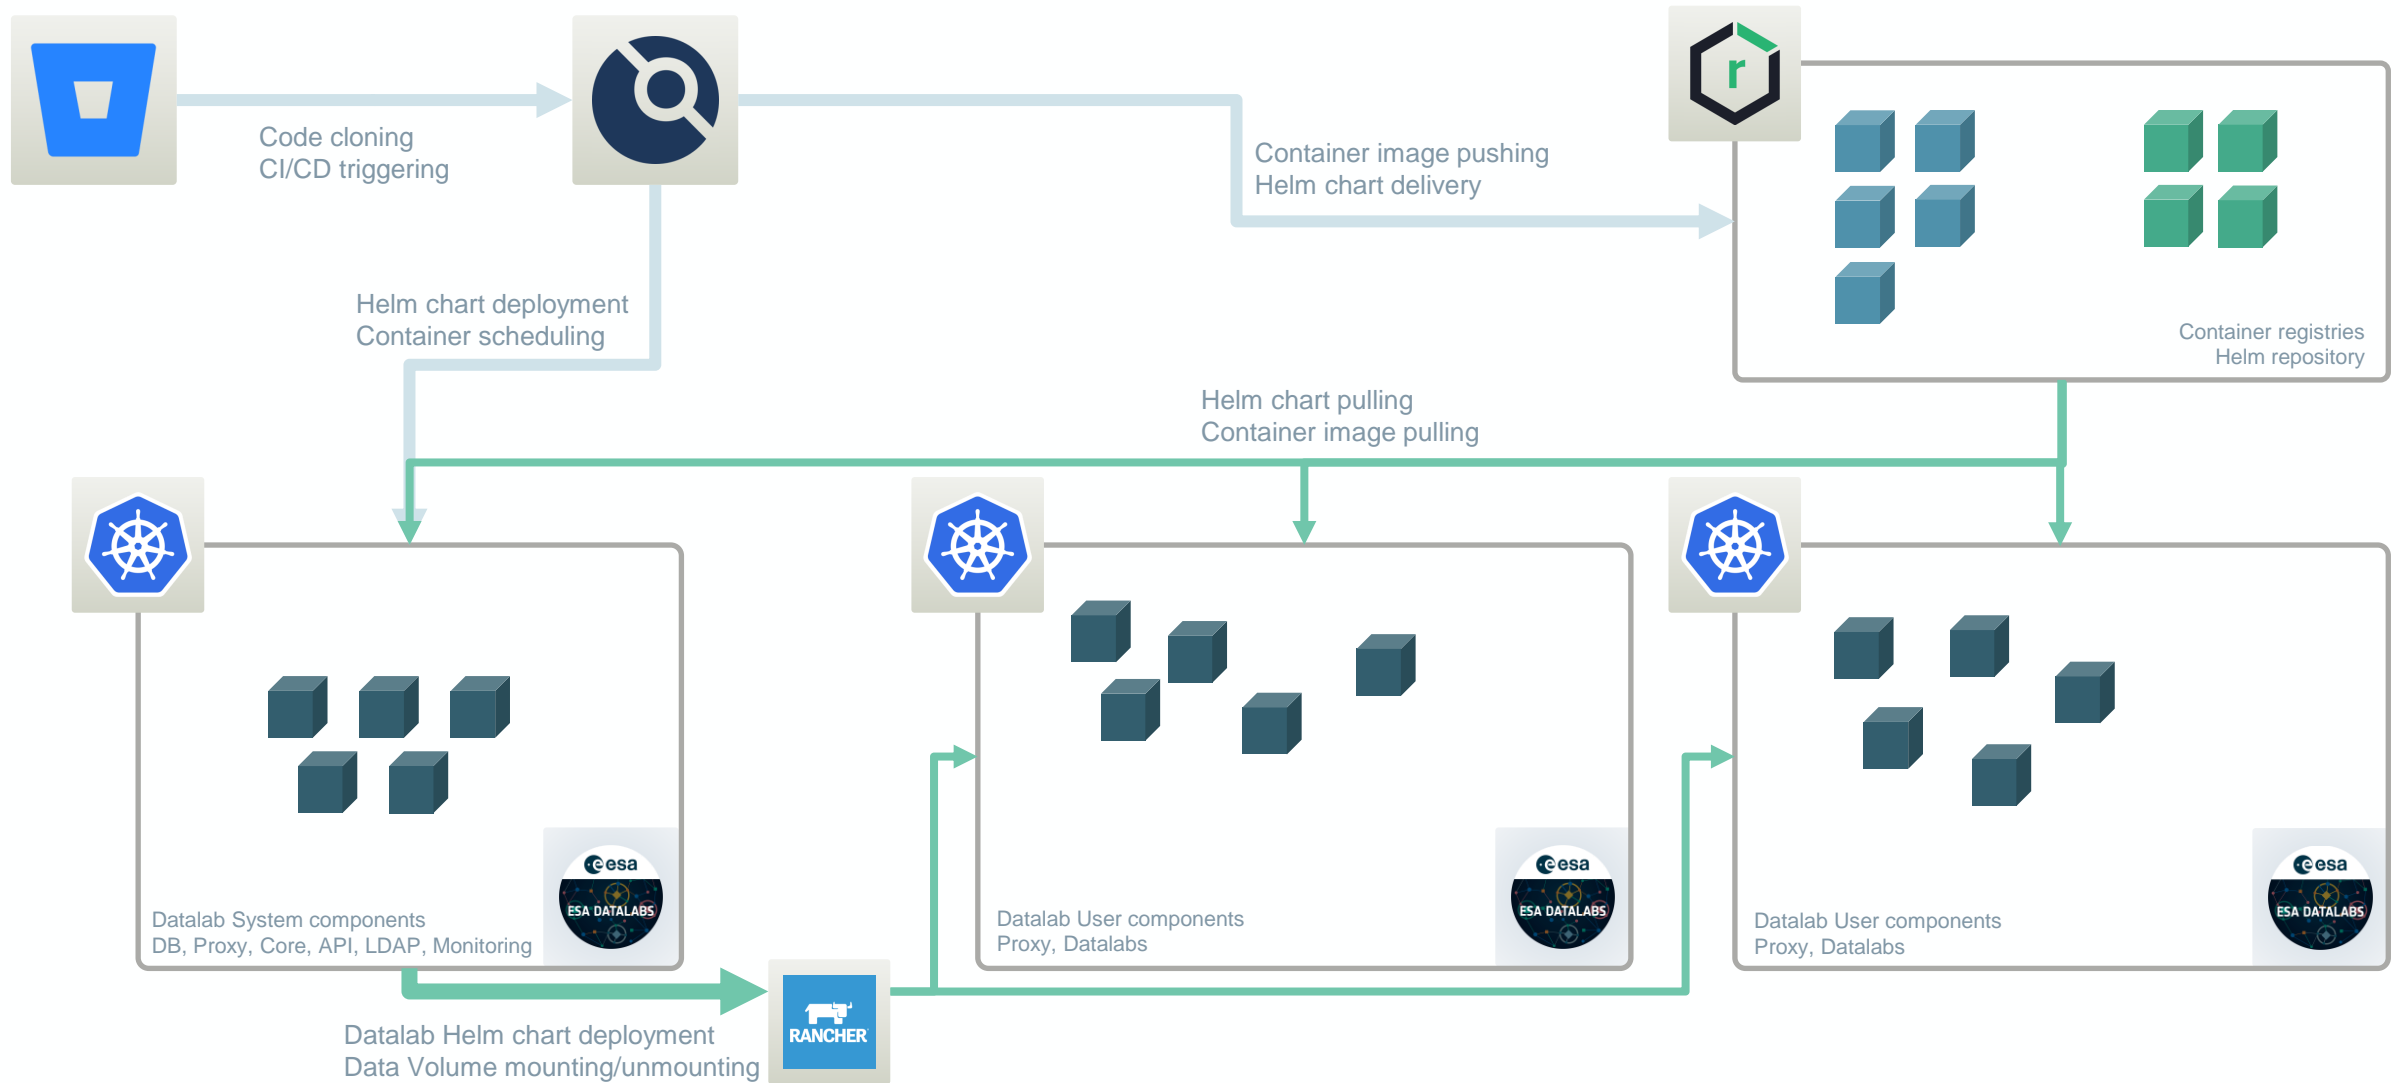 r
Code cloning
CI/CD triggering
Container image pushing
Helm chart delivery
Helm chart deployment
Container scheduling
Container registries
Helm repository
Helm chart pulling
Container image pulling
esa
ESA DATALABS
Datalab System components
DB, Proxy, Core, API, LDAP, Monitoring
esa
ESA DATALABS
Datalab User components
Proxy, Datalabs
esa
ESA DATALABS
Datalab User components
Proxy, Datalabs
RANCHER
Datalab Helm chart deployment
Data Volume mounting/unmounting